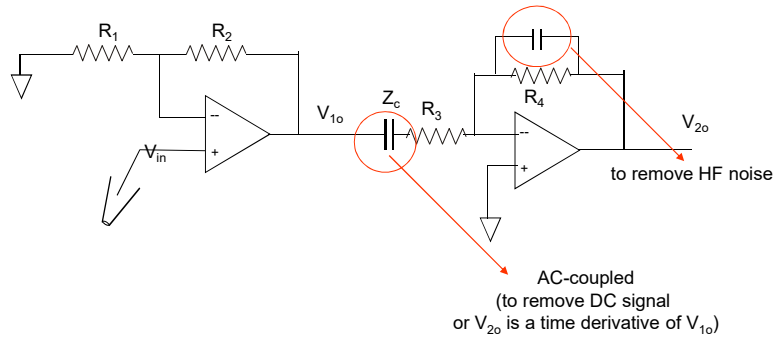 R1
R2
Vin
--
+
V1o
Zc
R3
R4
--
+
V2o
to remove HF noise
AC-coupled
(to remove DC signal
or V2o is a time derivative of V1o)